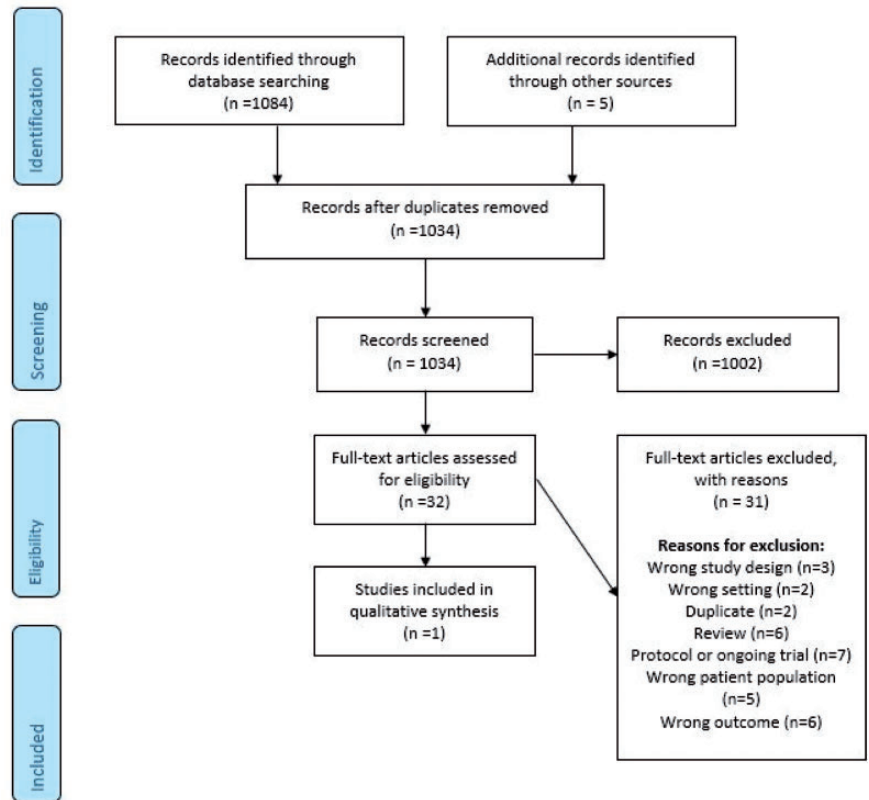 Identification
Records identified through
database searching
(n =1084)
Additional records identified
through other sources
(n = 5)
Records after duplicates removed
(n =1034)
Screening
Records screened
(n = 1034)
Records excluded
(n =1002)
Eligibility
Full-text articles assessed
for eligibility
(n =32)
Full-text articles excluded,
with reasons
(n = 31)
Reasons for exclusion:
Wrong study design (n=3)
Wrong setting (n=2)
Duplicate (n=2)
Review (n=6)
Protocol or ongoing trial (n=7)
Wrong patient population
(n=5)
Wrong outcome (n=6)
Studies included in
qualitative synthesis
(n =1)
Included